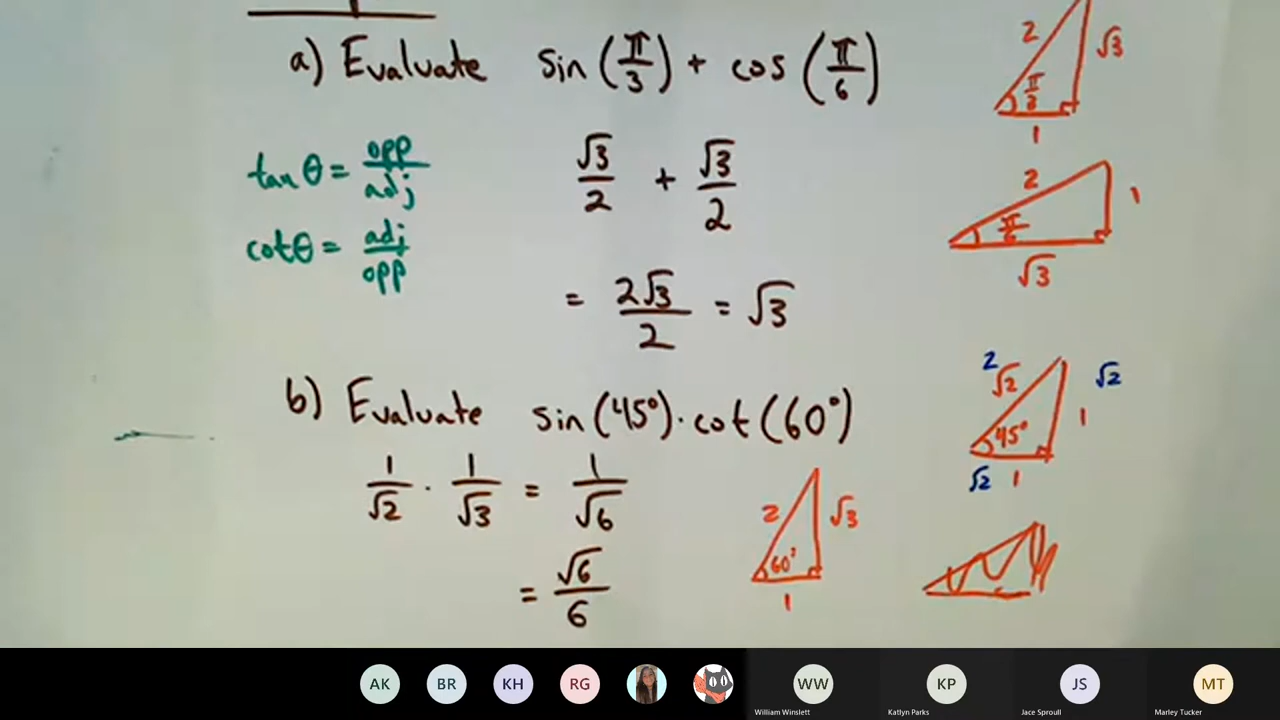 a) Evaluate sin(π/3) + cos(π/6)
2
√3
π/3
1
tanθ = opp/adj
√3/2 + √3/2
2
1
π/6
√3
cotθ = adj/opp
= 2√3/2 = √3
b) Evaluate sin(45°)·cot(60°)
2
√2
√2
1
45°
√2
1
1/√2 · 1/√3 = 1/√6
2
√3
60°
1
= √6/6
AK BR KH RG WW KP JS MT
William Winslett Katlyn Parks Jace Sproull Marley Tucker